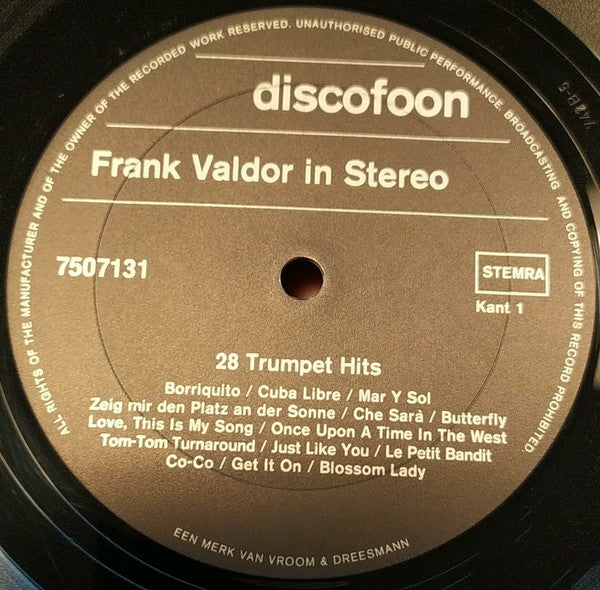 ALL RIGHTS OF THE MANUFACTURER AND OF THE OWNER OF THE RECORDED WORK RESERVED. UNAUTHORISED PUBLIC PERFORMANCE. BROADCASTING AND COPYING OF THIS RECORD PROHIBITED
discofoon
Frank Valdor in Stereo
7507131
STEMRA
Kant 1
28 Trumpet Hits
Borriquito / Cuba Libre / Mar Y Sol
Zeig mir den Platz an der Sonne / Che Sarà / Butterfly
Love, This Is My Song / Once Upon A Time In The West
Tom-Tom Turnaround / Just Like You / Le Petit Bandit
Co-Co / Get It On / Blossom Lady
EEN MERK VAN VROOM & DREESMANN